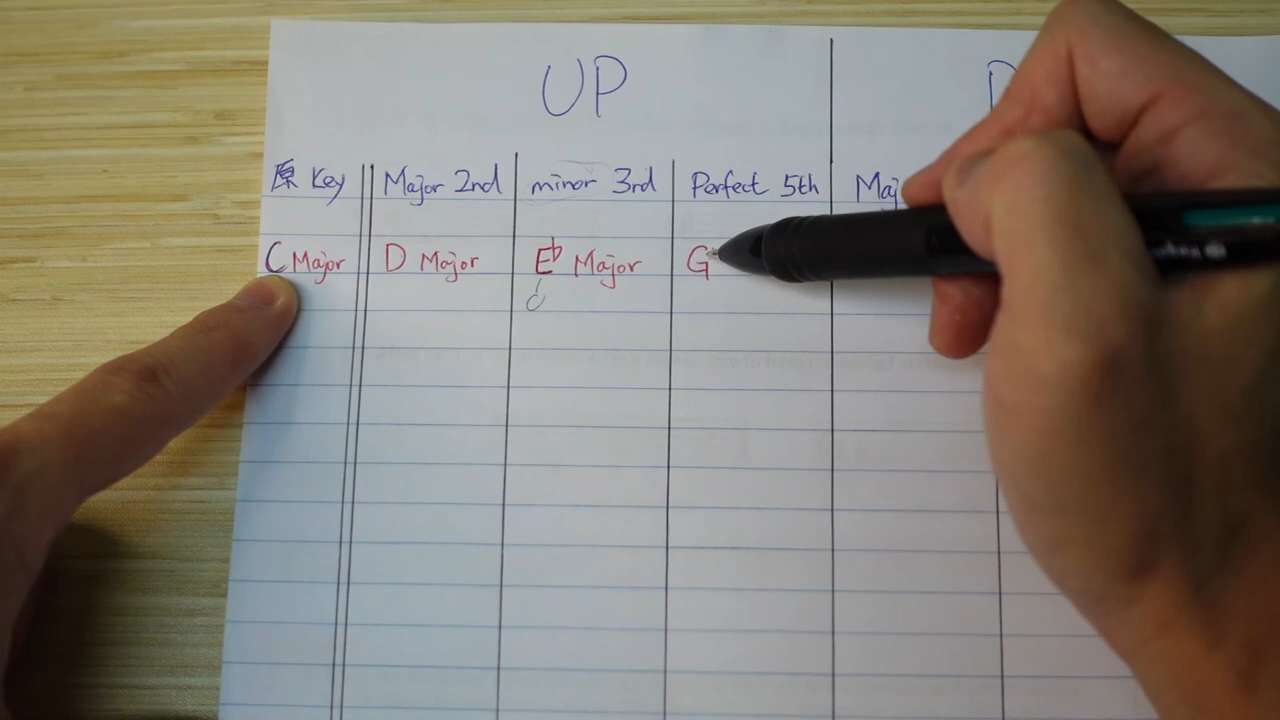 UP
原 Key Major 2nd minor 3rd Perfect 5th
C Major D Major E♭ Major G